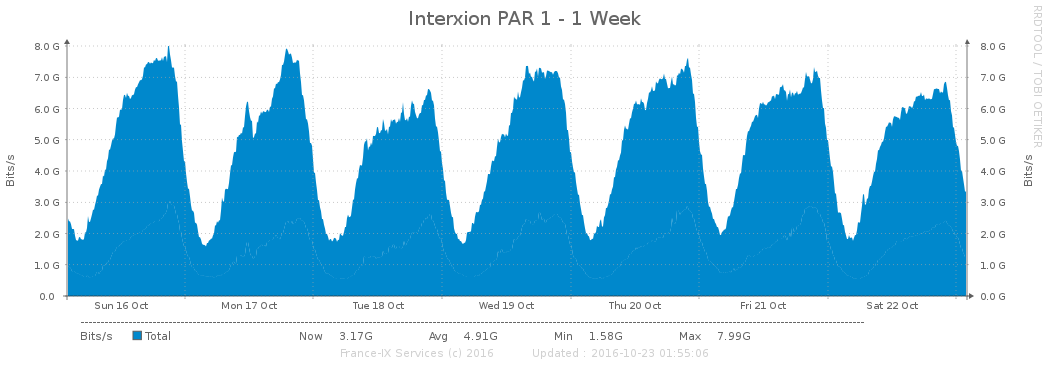 Interxion PAR 1 - 1 Week
RRDTOOL / TOBI OETIKER
Bits/s
8.0 G
7.0 G
6.0 G
5.0 G
4.0 G
3.0 G
2.0 G
1.0 G
0.0
8.0 G
7.0 G
6.0 G
5.0 G
4.0 G
3.0 G
2.0 G
1.0 G
0.0 G
Bits/s
Sun 16 Oct Mon 17 Oct Tue 18 Oct Wed 19 Oct Thu 20 Oct Fri 21 Oct Sat 22 Oct
Bits/s Total Now 3.17G Avg 4.91G Min 1.58G Max 7.99G
France-IX Services (c) 2016 Updated : 2016-10-23 01:55:06